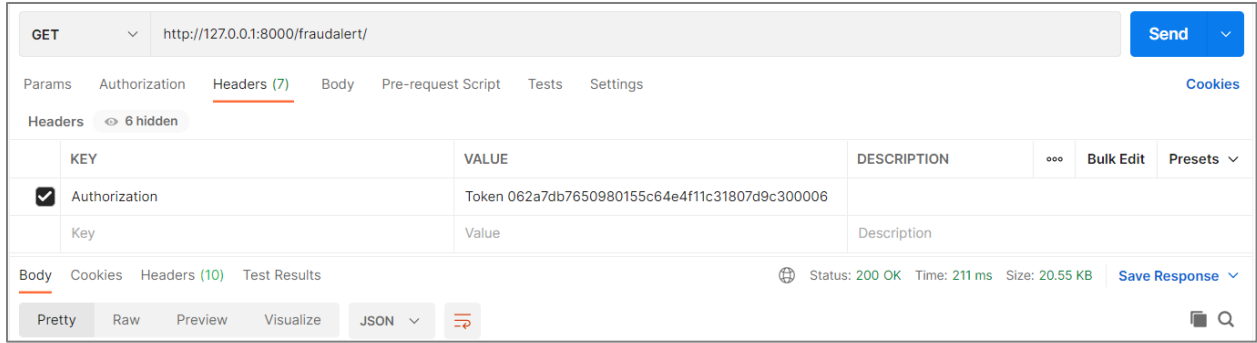 GET http://127.0.0.1:8000/fraudalert/ Send
Params Authorization Headers (7) Body Pre-request Script Tests Settings Cookies
Headers 6 hidden
KEY VALUE DESCRIPTION ooo Bulk Edit Presets
Authorization Token 062a7db7650980155c64e4f11c31807d9c300006
Key Value Description
Body Cookies Headers (10) Test Results Status: 200 OK Time: 211 ms Size: 20.55 KB Save Response
Pretty Raw Preview Visualize JSON